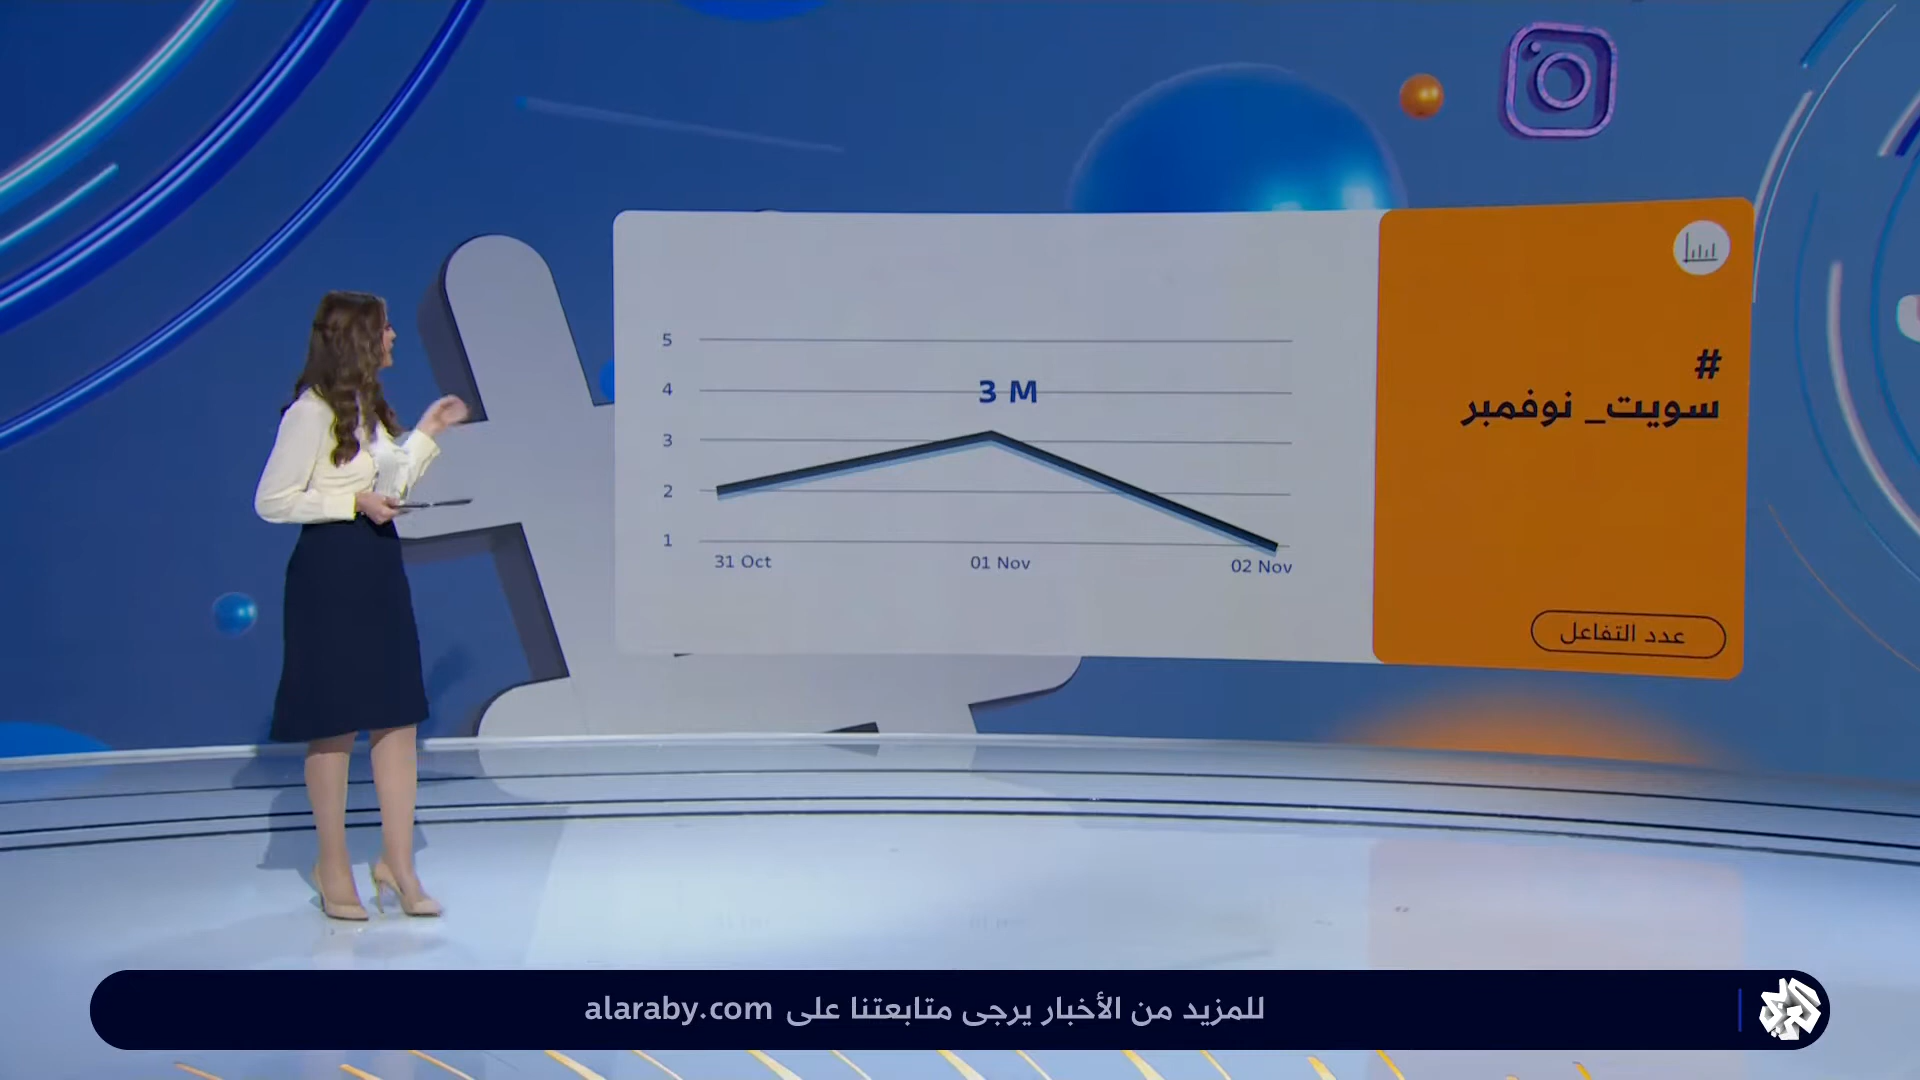 #
سويت_ نوفمبر
5
4
3 M
3
2
1
31 Oct
01 Nov
02 Nov
عدد التفاعل
للمزيد من الأخبار يرجى متابعتنا على alaraby.com